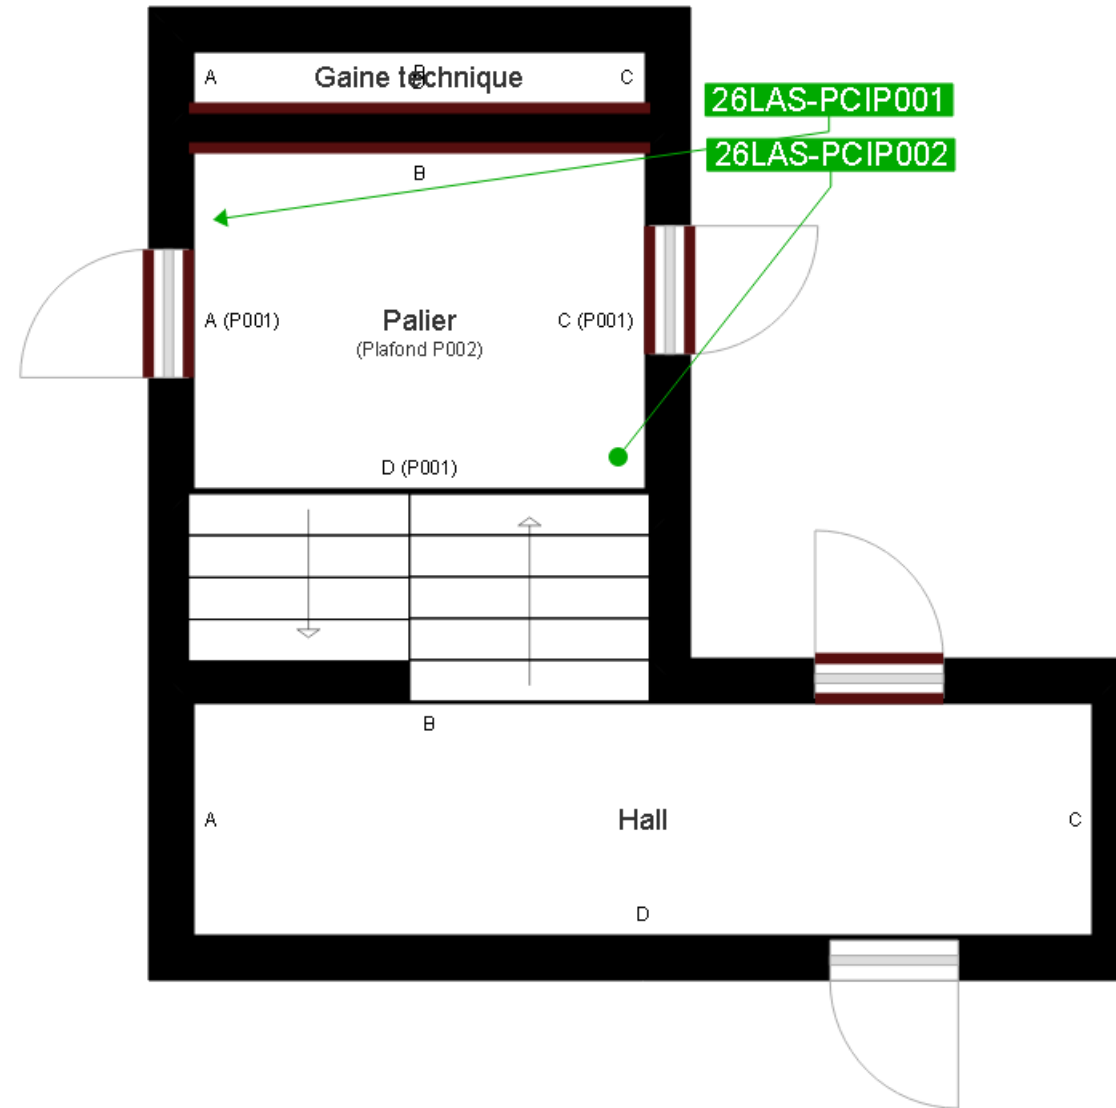 A
Gaine technique
B
C
26LAS-PCIP001
26LAS-PCIP002
B
A (P001)
Palier
C (P001)
(Plafond P002)
D (P001)
B
A
Hall
C
D